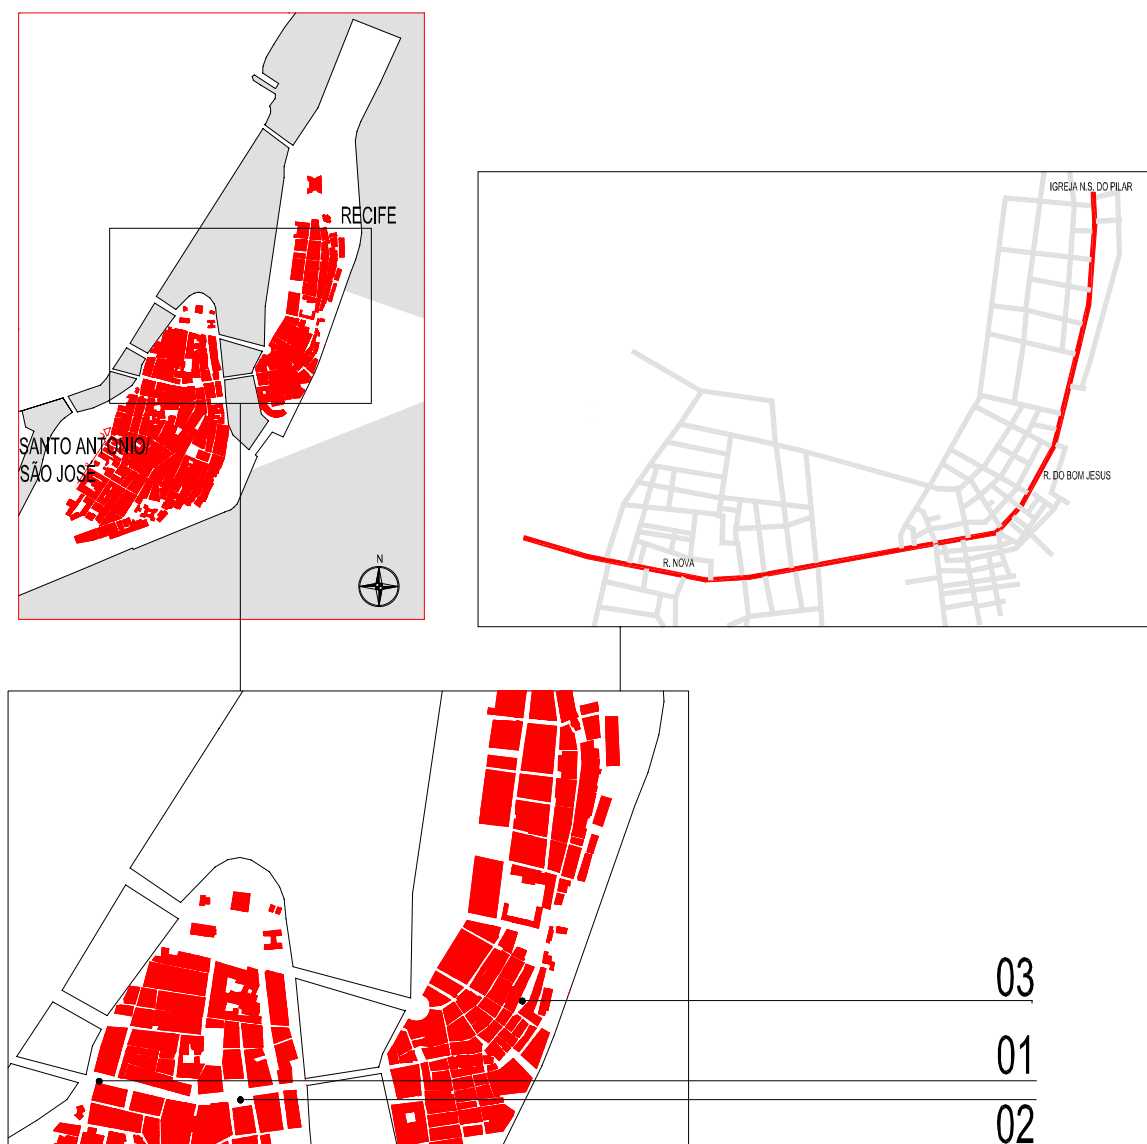 RECIFE
SANTO ANTONIO/
SÃO JOSÉ
N
IGREJA N.S. DO PILAR
R. DO BOM JESUS
R. NOVA
03
01
02